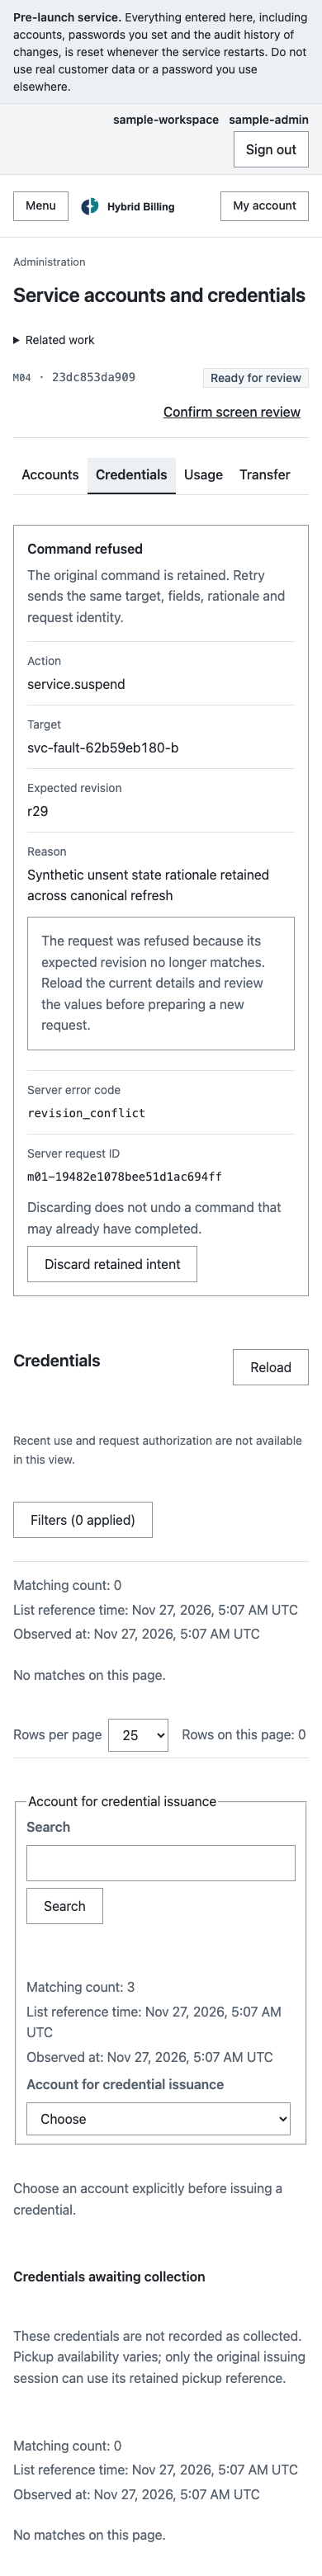 Pre-launch service. Everything entered here, including
accounts, passwords you set and the audit history of
changes, is reset whenever the service restarts. Do not
use real customer data or a password you use
elsewhere.
sample-workspace sample-admin
Sign out
Menu Hybrid Billing My account
Administration
Service accounts and credentials
Related work
M04 · 23dc853da909 Ready for review
Confirm screen review
Accounts Credentials Usage Transfer
Command refused
The original command is retained. Retry
sends the same target, fields, rationale and
request identity.
Action
service.suspend
Target
svc-fault-62b59eb180-b
Expected revision
r29
Reason
Synthetic unsent state rationale retained
across canonical refresh
The request was refused because its
expected revision no longer matches.
Reload the current details and review
the values before preparing a new
request.
Server error code
revision_conflict
Server request ID
m01-19482e1078bee51d1ac694ff
Discarding does not undo a command that
may already have completed.
Discard retained intent
Credentials Reload
Recent use and request authorization are not available
in this view.
Filters (0 applied)
Matching count: 0
List reference time: Nov 27, 2026, 5:07 AM UTC
Observed at: Nov 27, 2026, 5:07 AM UTC
No matches on this page.
Rows per page 25 Rows on this page: 0
Account for credential issuance
Search
Search
Matching count: 3
List reference time: Nov 27, 2026, 5:07 AM
UTC
Observed at: Nov 27, 2026, 5:07 AM UTC
Account for credential issuance
Choose
Choose an account explicitly before issuing a
credential.
Credentials awaiting collection
These credentials are not recorded as collected.
Pickup availability varies; only the original issuing
session can use its retained pickup reference.
Matching count: 0
List reference time: Nov 27, 2026, 5:07 AM UTC
Observed at: Nov 27, 2026, 5:07 AM UTC
No matches on this page.